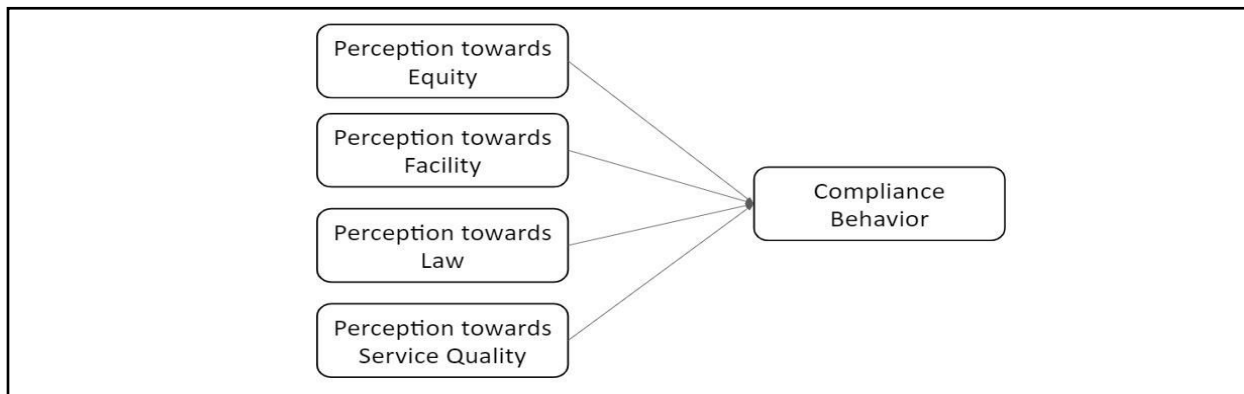 Perception towards
Equity
Perception towards
Facility
Perception towards
Law
Perception towards
Service Quality
Compliance
Behavior